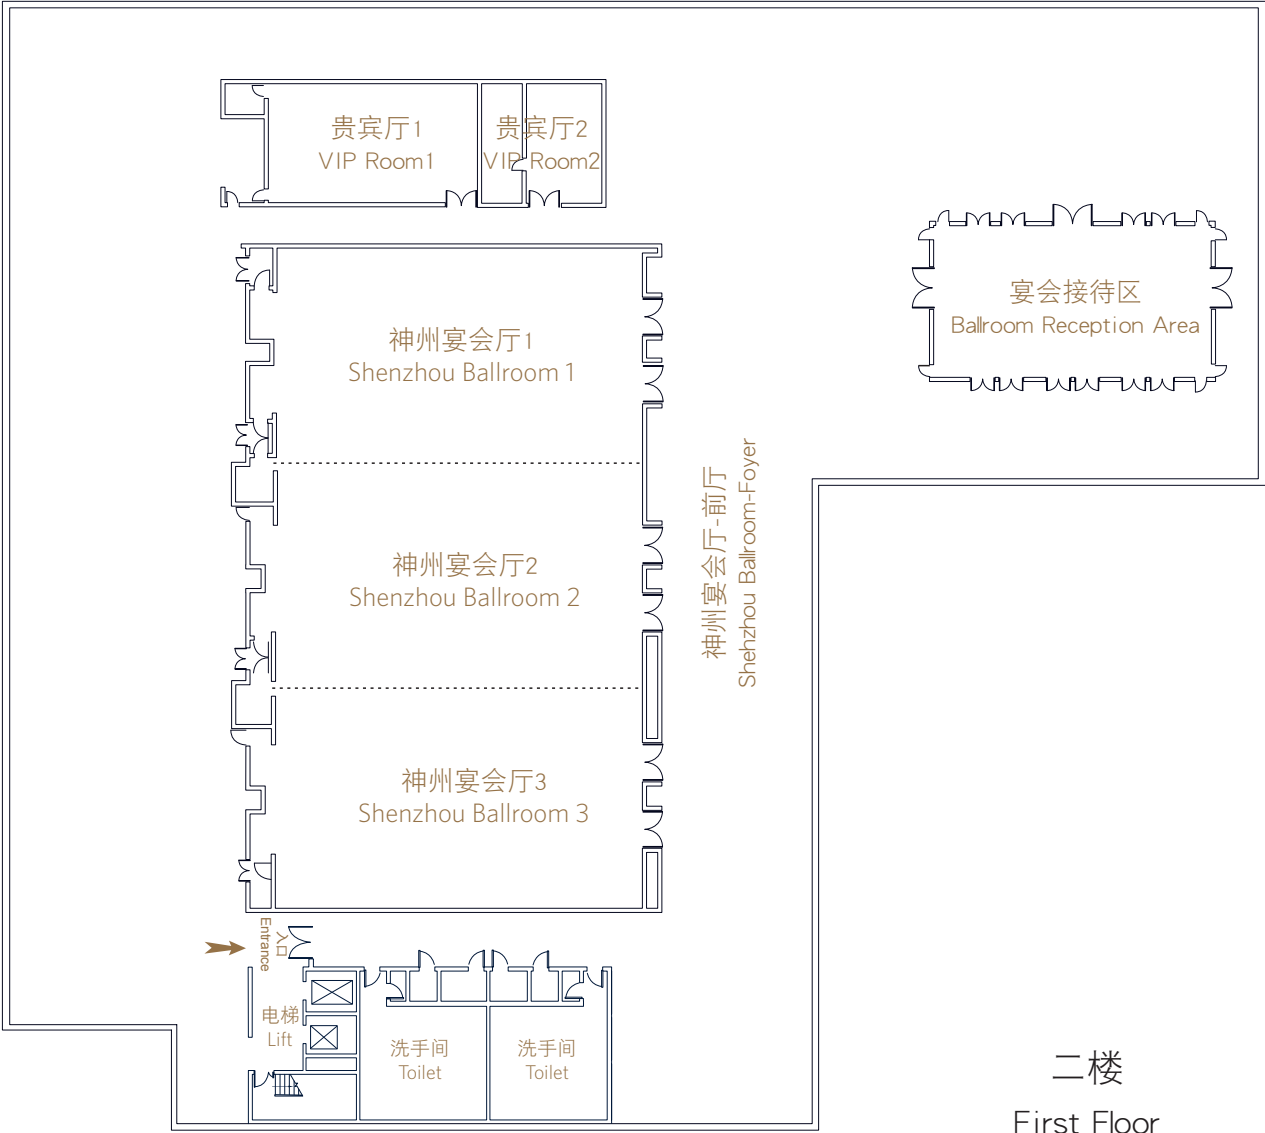 贵宾厅1
VIP Room1
贵宾厅2
VIP Room2
宴会接待区
Ballroom Reception Area
神州宴会厅1
Shenzhou Ballroom 1
神州宴会厅-前厅
Shehzhou Ballroom-Foyer
神州宴会厅2
Shenzhou Ballroom 2
神州宴会厅3
Shenzhou Ballroom 3
入口
Entrance
电梯
Lift
洗手间
Toilet
洗手间
Toilet
二楼
First Floor